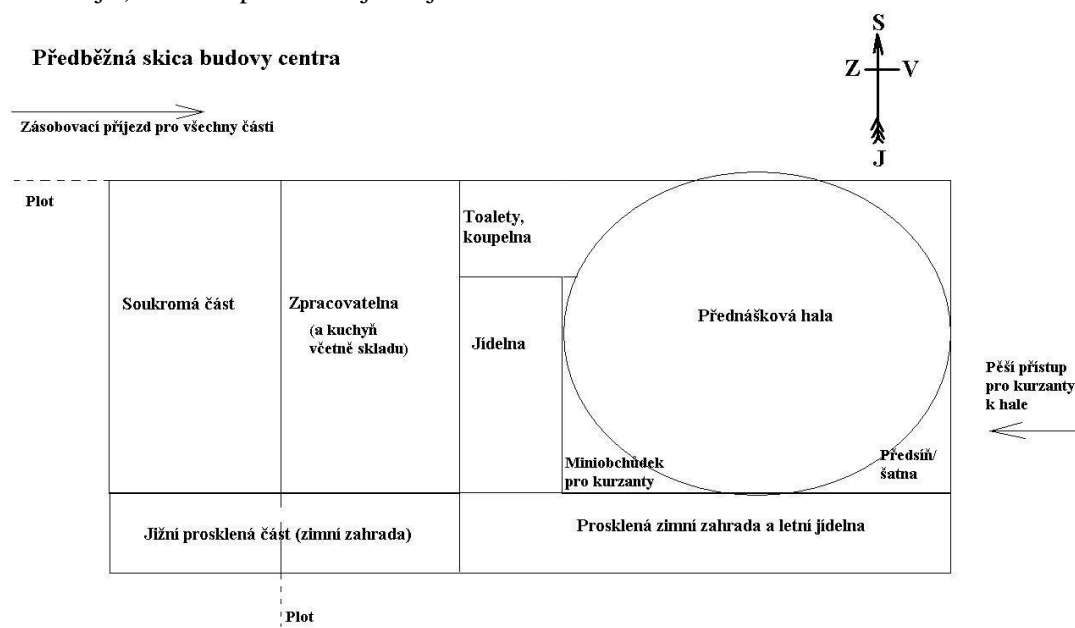 S
Předběžná skica budovy centra
Z V
Zásobovací příjezd pro všechny části
J
Plot
Toalety,
koupelna
Soukromá část
Zpracovatelna
(a kuchyň
včetně skladu)
Jídelna
Přednášková hala
Pěší přístup
pro kurzanty
k hale
Miniobchůdek
pro kurzanty
Předsíň/
šatna
Jižní prosklená část (zimní zahrada)
Prosklená zimní zahrada a letní jídelna
Plot